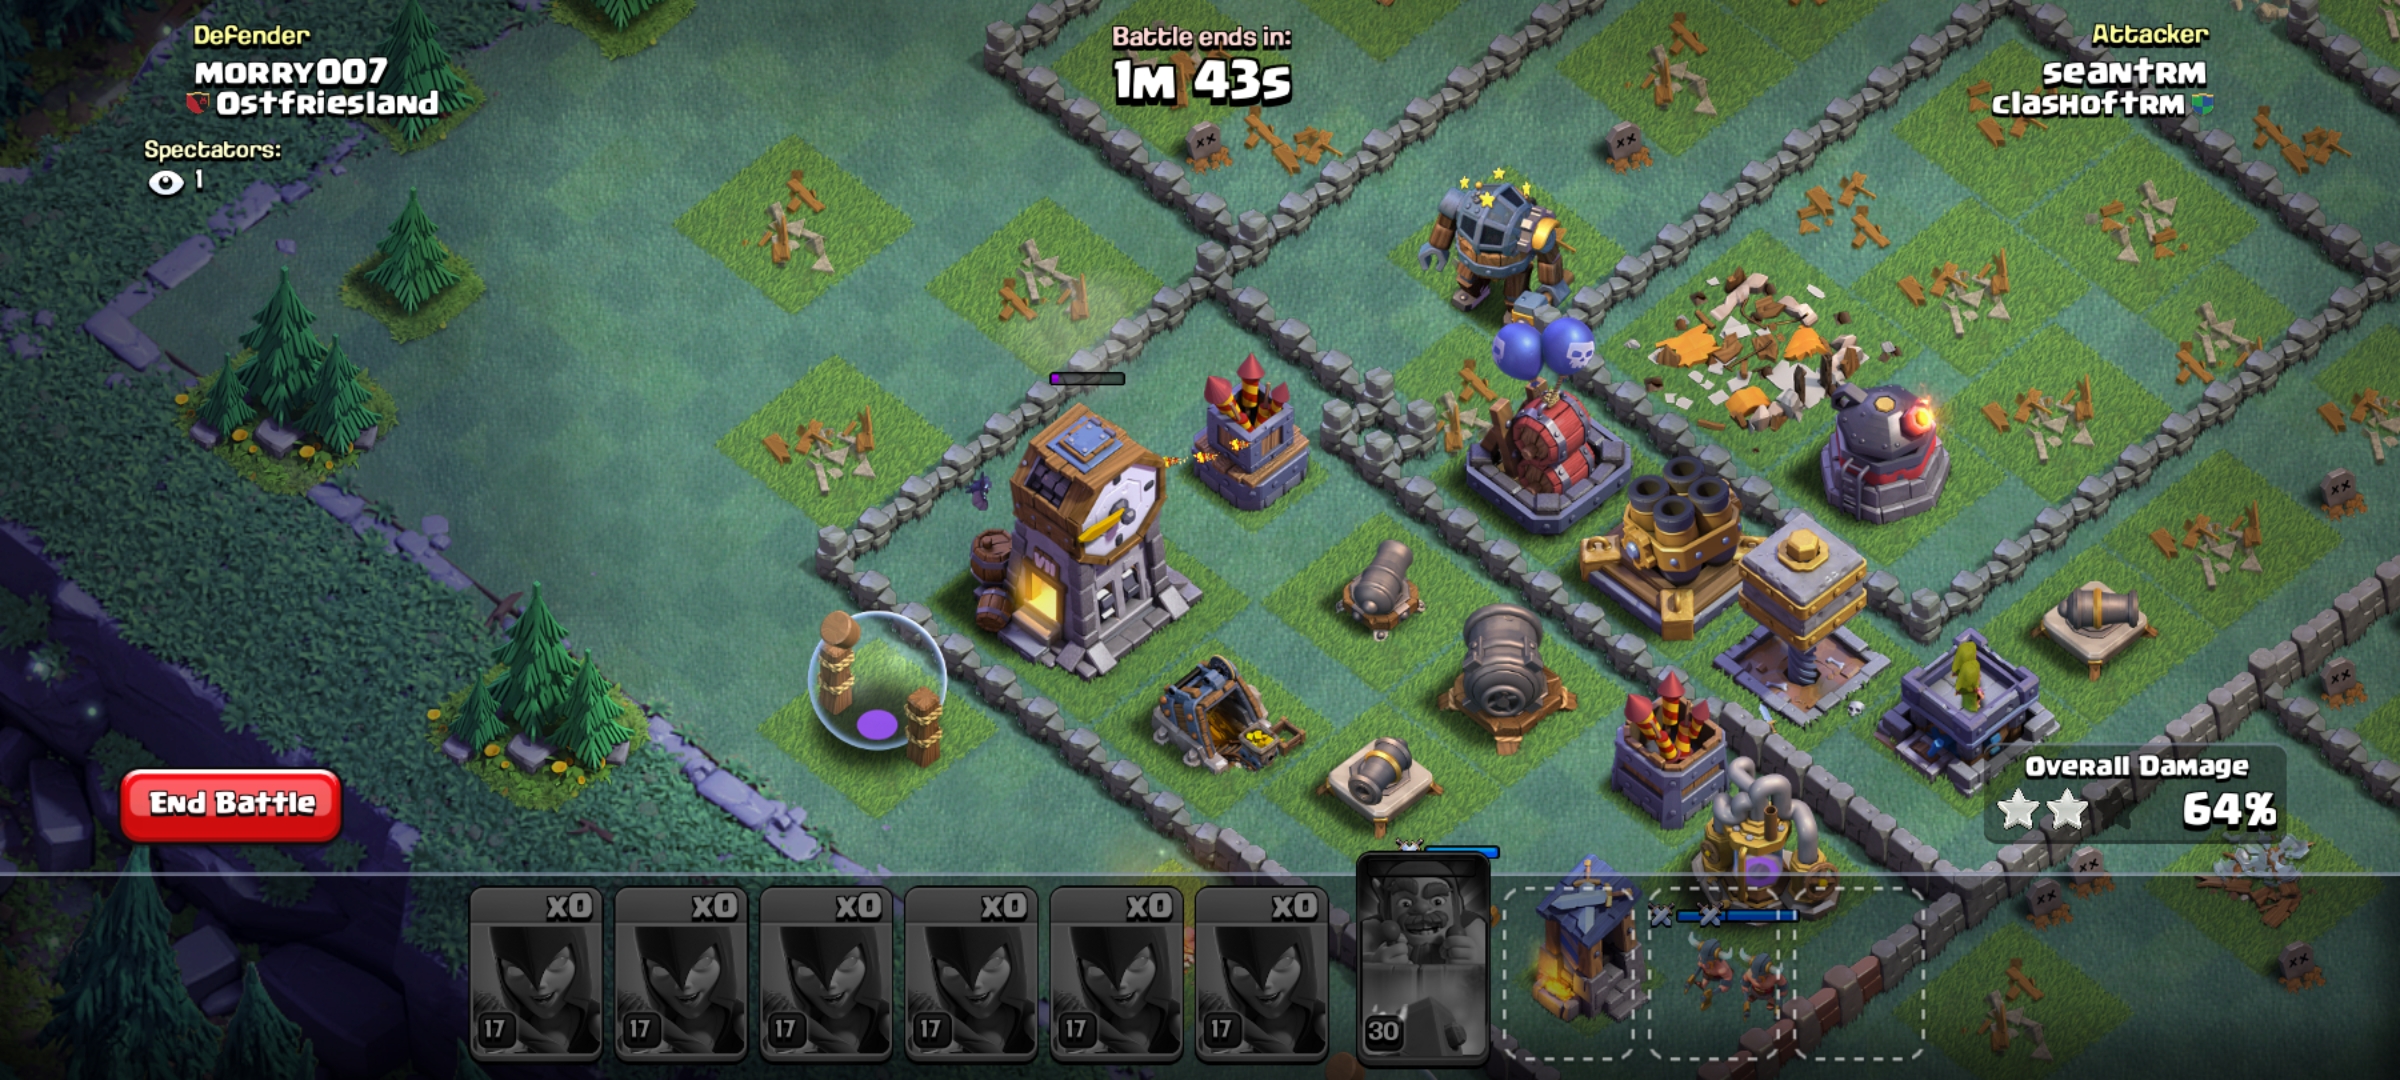 Defender
MORRY007
Ostfriesland
Spectators:
1
Battle ends in:
1M 43s
Attacker
seantRM
clashoftRM
VII
End Battle
Overall Damage
64%
x0
x0
x0
x0
x0
x0
17
17
17
17
17
17
30